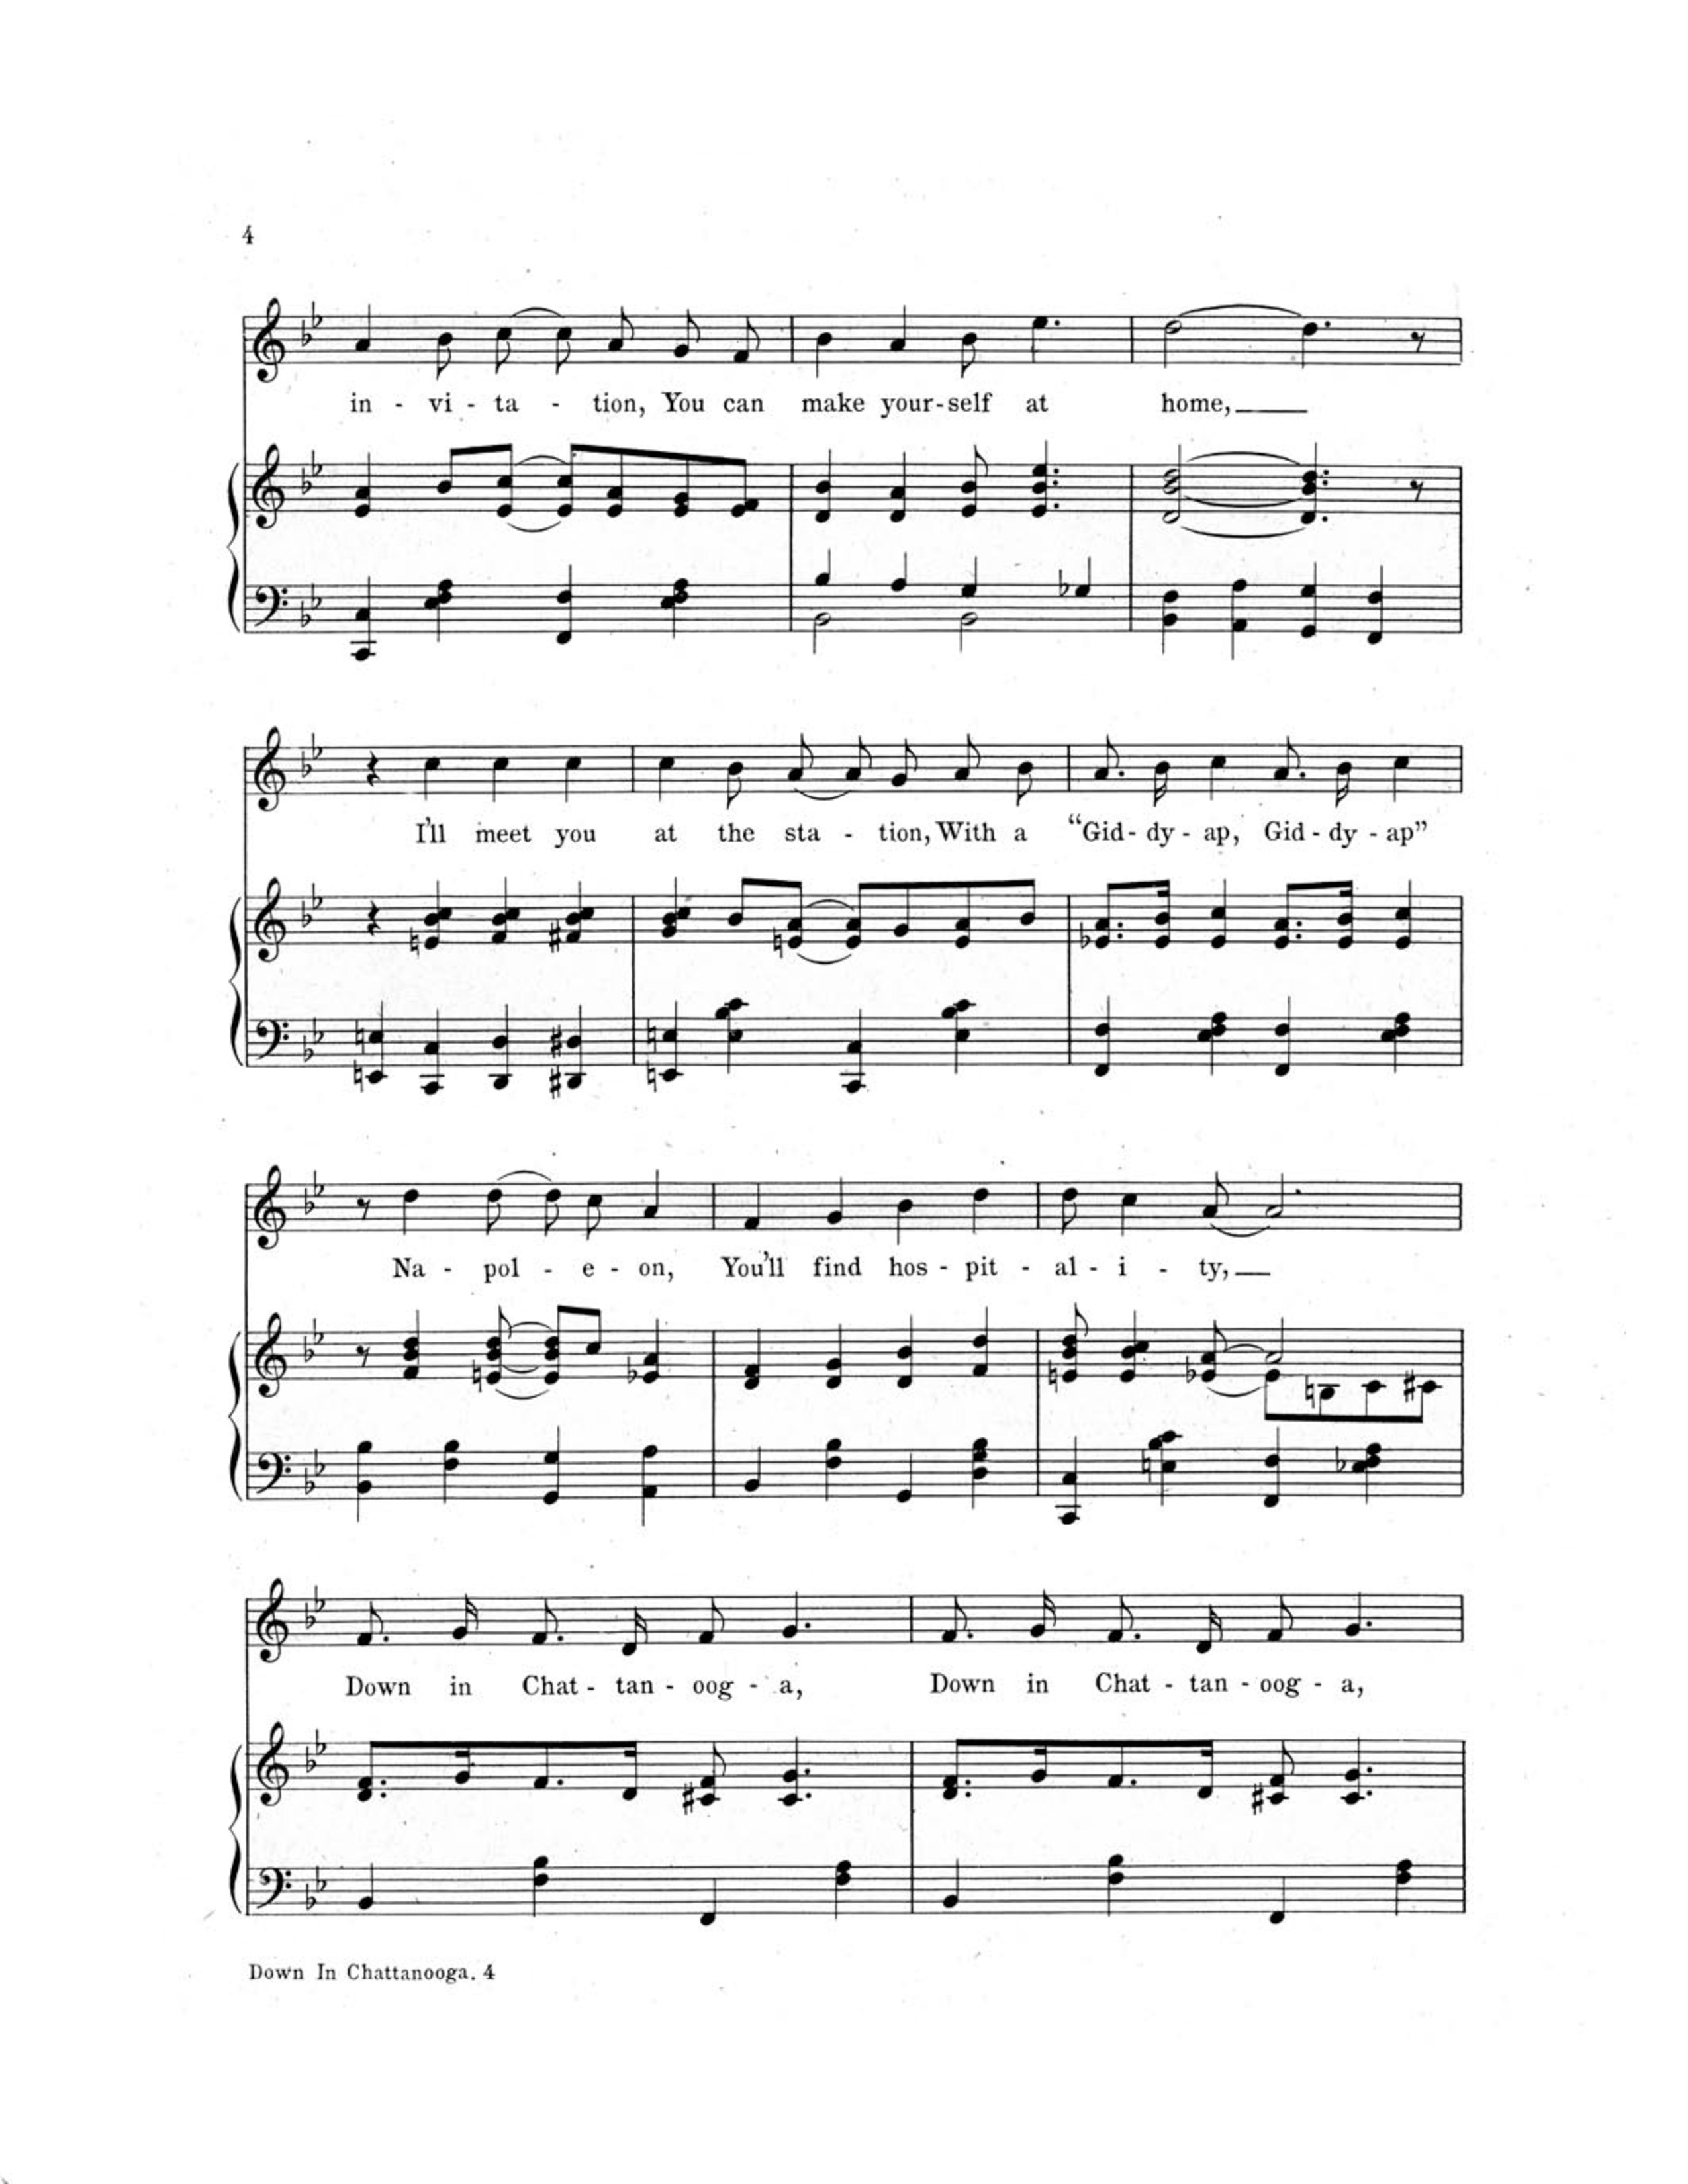 4
in - vi - ta - tion, You can make your-self at home,
I'll meet you at the sta - tion, With a "Gid - dy - ap, Gid - dy - ap"
Na - pol - e - on, You'll find hos - pit - al - i - ty,
Down in Chat - tan - oog - a, Down in Chat - tan - oog - a,
Down In Chattanooga. 4